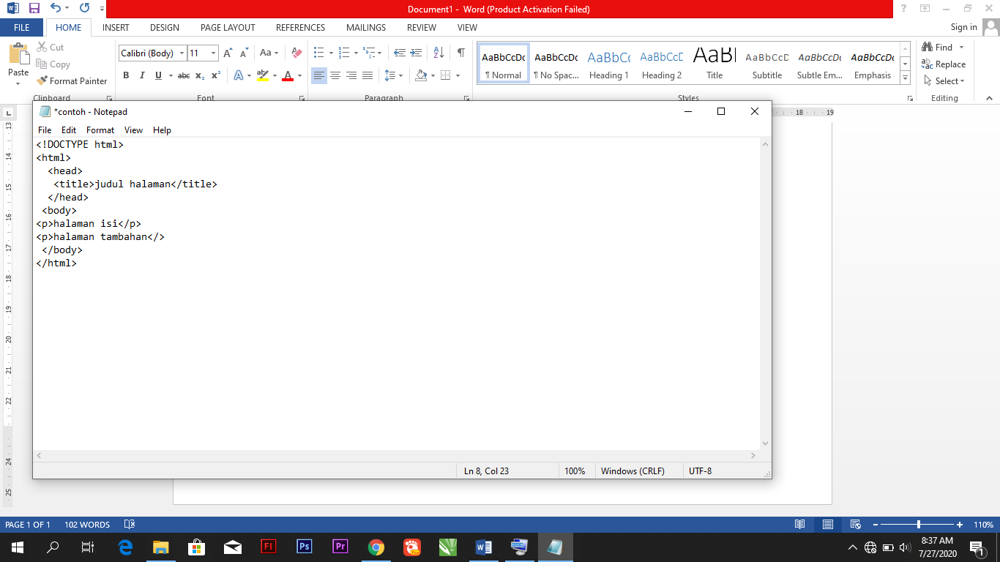 Document1 - Word (Product Activation Failed)
FILE HOME INSERT DESIGN PAGE LAYOUT REFERENCES MAILINGS REVIEW VIEW Sign in
Paste
Cut
Copy
Format Painter
Clipboard
Calibri (Body) 11
Font
Paragraph
AaBbCcDc AaBbCcDc AaBbCc AaBbCcD AaBl AaBbCcD AaBbCcDc AaBbCcDc
¶ Normal ¶ No Spac... Heading 1 Heading 2 Title Subtitle Subtle Em... Emphasis
Styles
Find
Replace
Select
Editing
18 19
13
14
15
16
17
18
19
20
21
22
24
25
*contoh - Notepad
File Edit Format View Help
<!DOCTYPE html>
<html>
<head>
<title>judul halaman</title>
</head>
<body>
<p>halaman isi</p>
<p>halaman tambahan</>
</body>
</html>
Ln 8, Col 23 100% Windows (CRLF) UTF-8
PAGE 1 OF 1 102 WORDS 110%
Fl Ps Pr
8:37 AM
7/27/2020
1